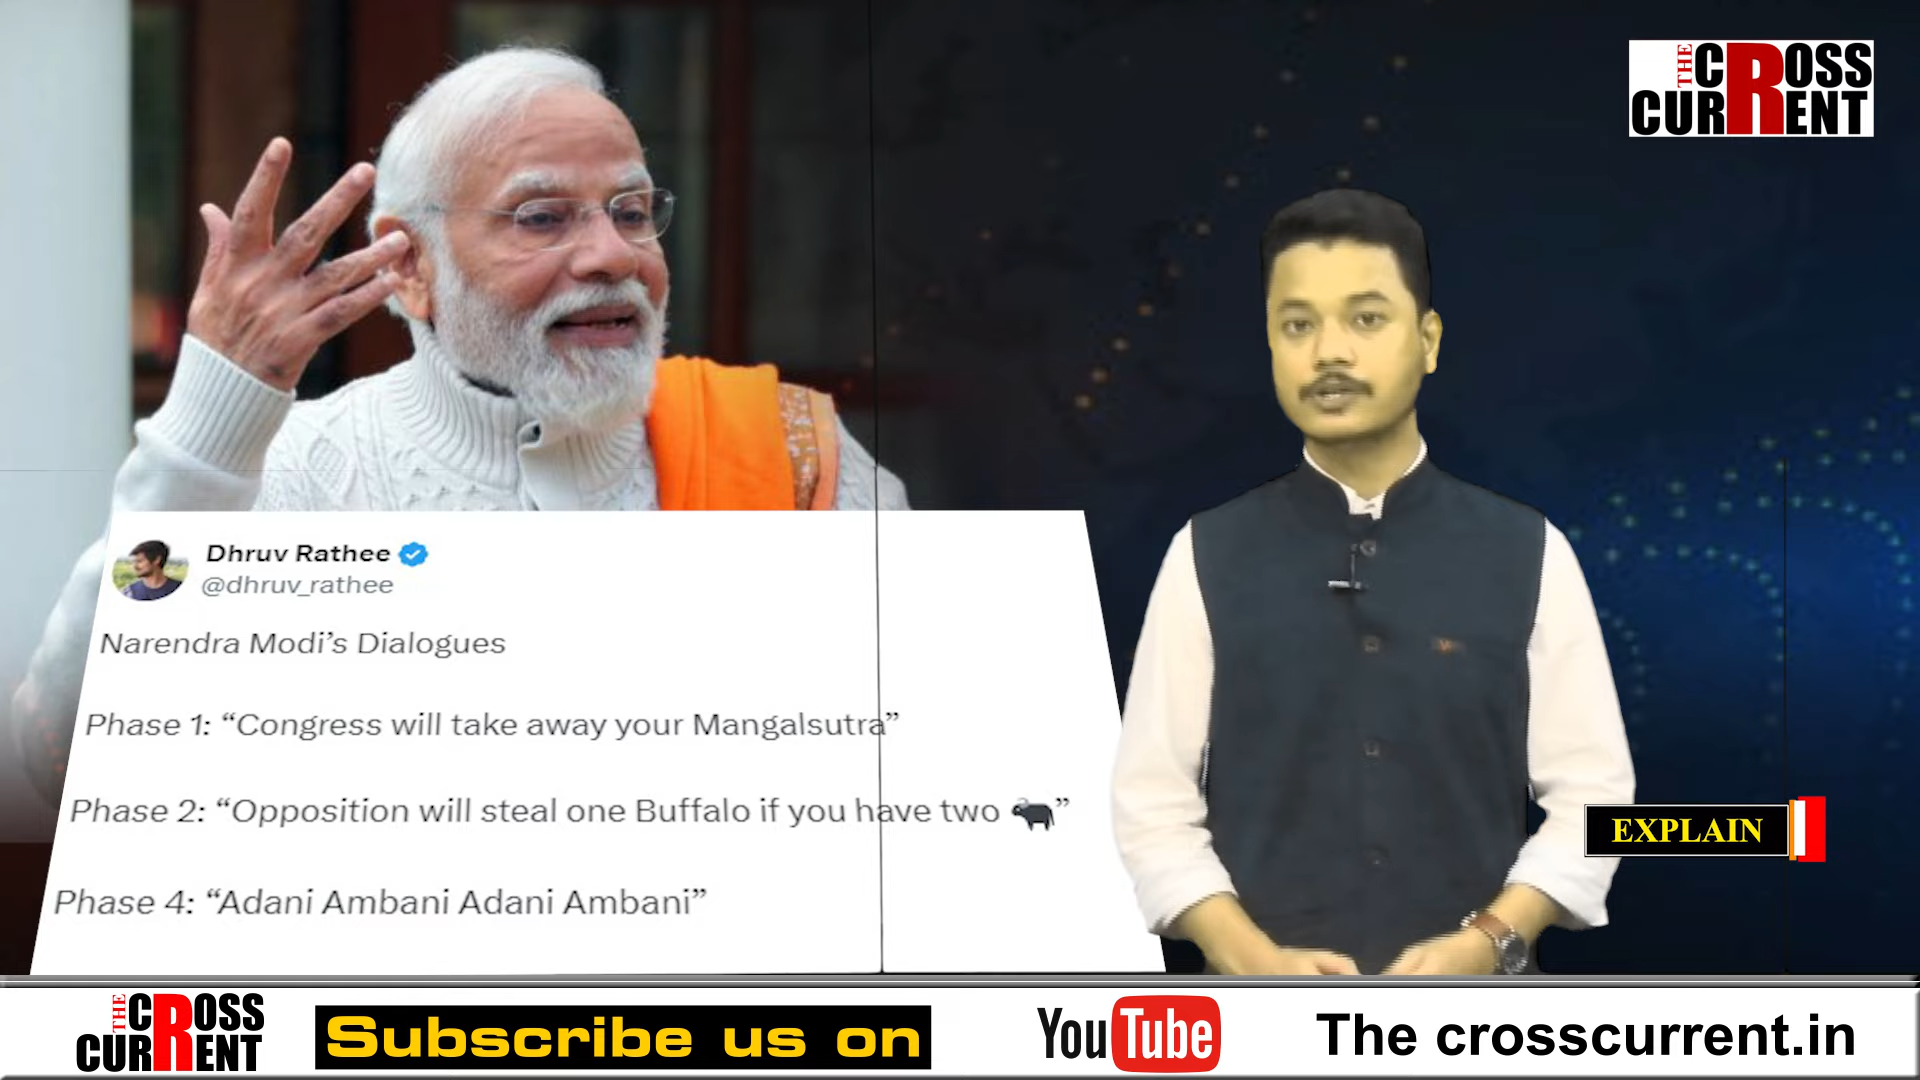 THE CROSS
CURRENT
Dhruv Rathee
@dhruv_rathee
Narendra Modi’s Dialogues
Phase 1: “Congress will take away your Mangalsutra”
Phase 2: “Opposition will steal one Buffalo if you have two 🐃”
Phase 4: “Adani Ambani Adani Ambani”
EXPLAIN
THE CROSS
CURRENT
Subscribe us on
YouTube
The crosscurrent.in